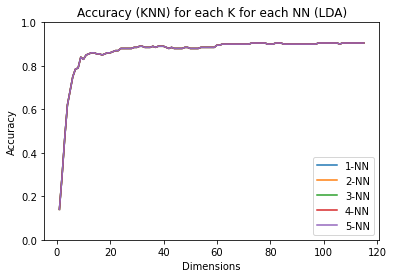 Accuracy (KNN) for each K for each NN (LDA)
1.0
0.8
0.6
0.4
0.2
0.0
Accuracy
0 20 40 60 80 100 120
Dimensions
1-NN
2-NN
3-NN
4-NN
5-NN